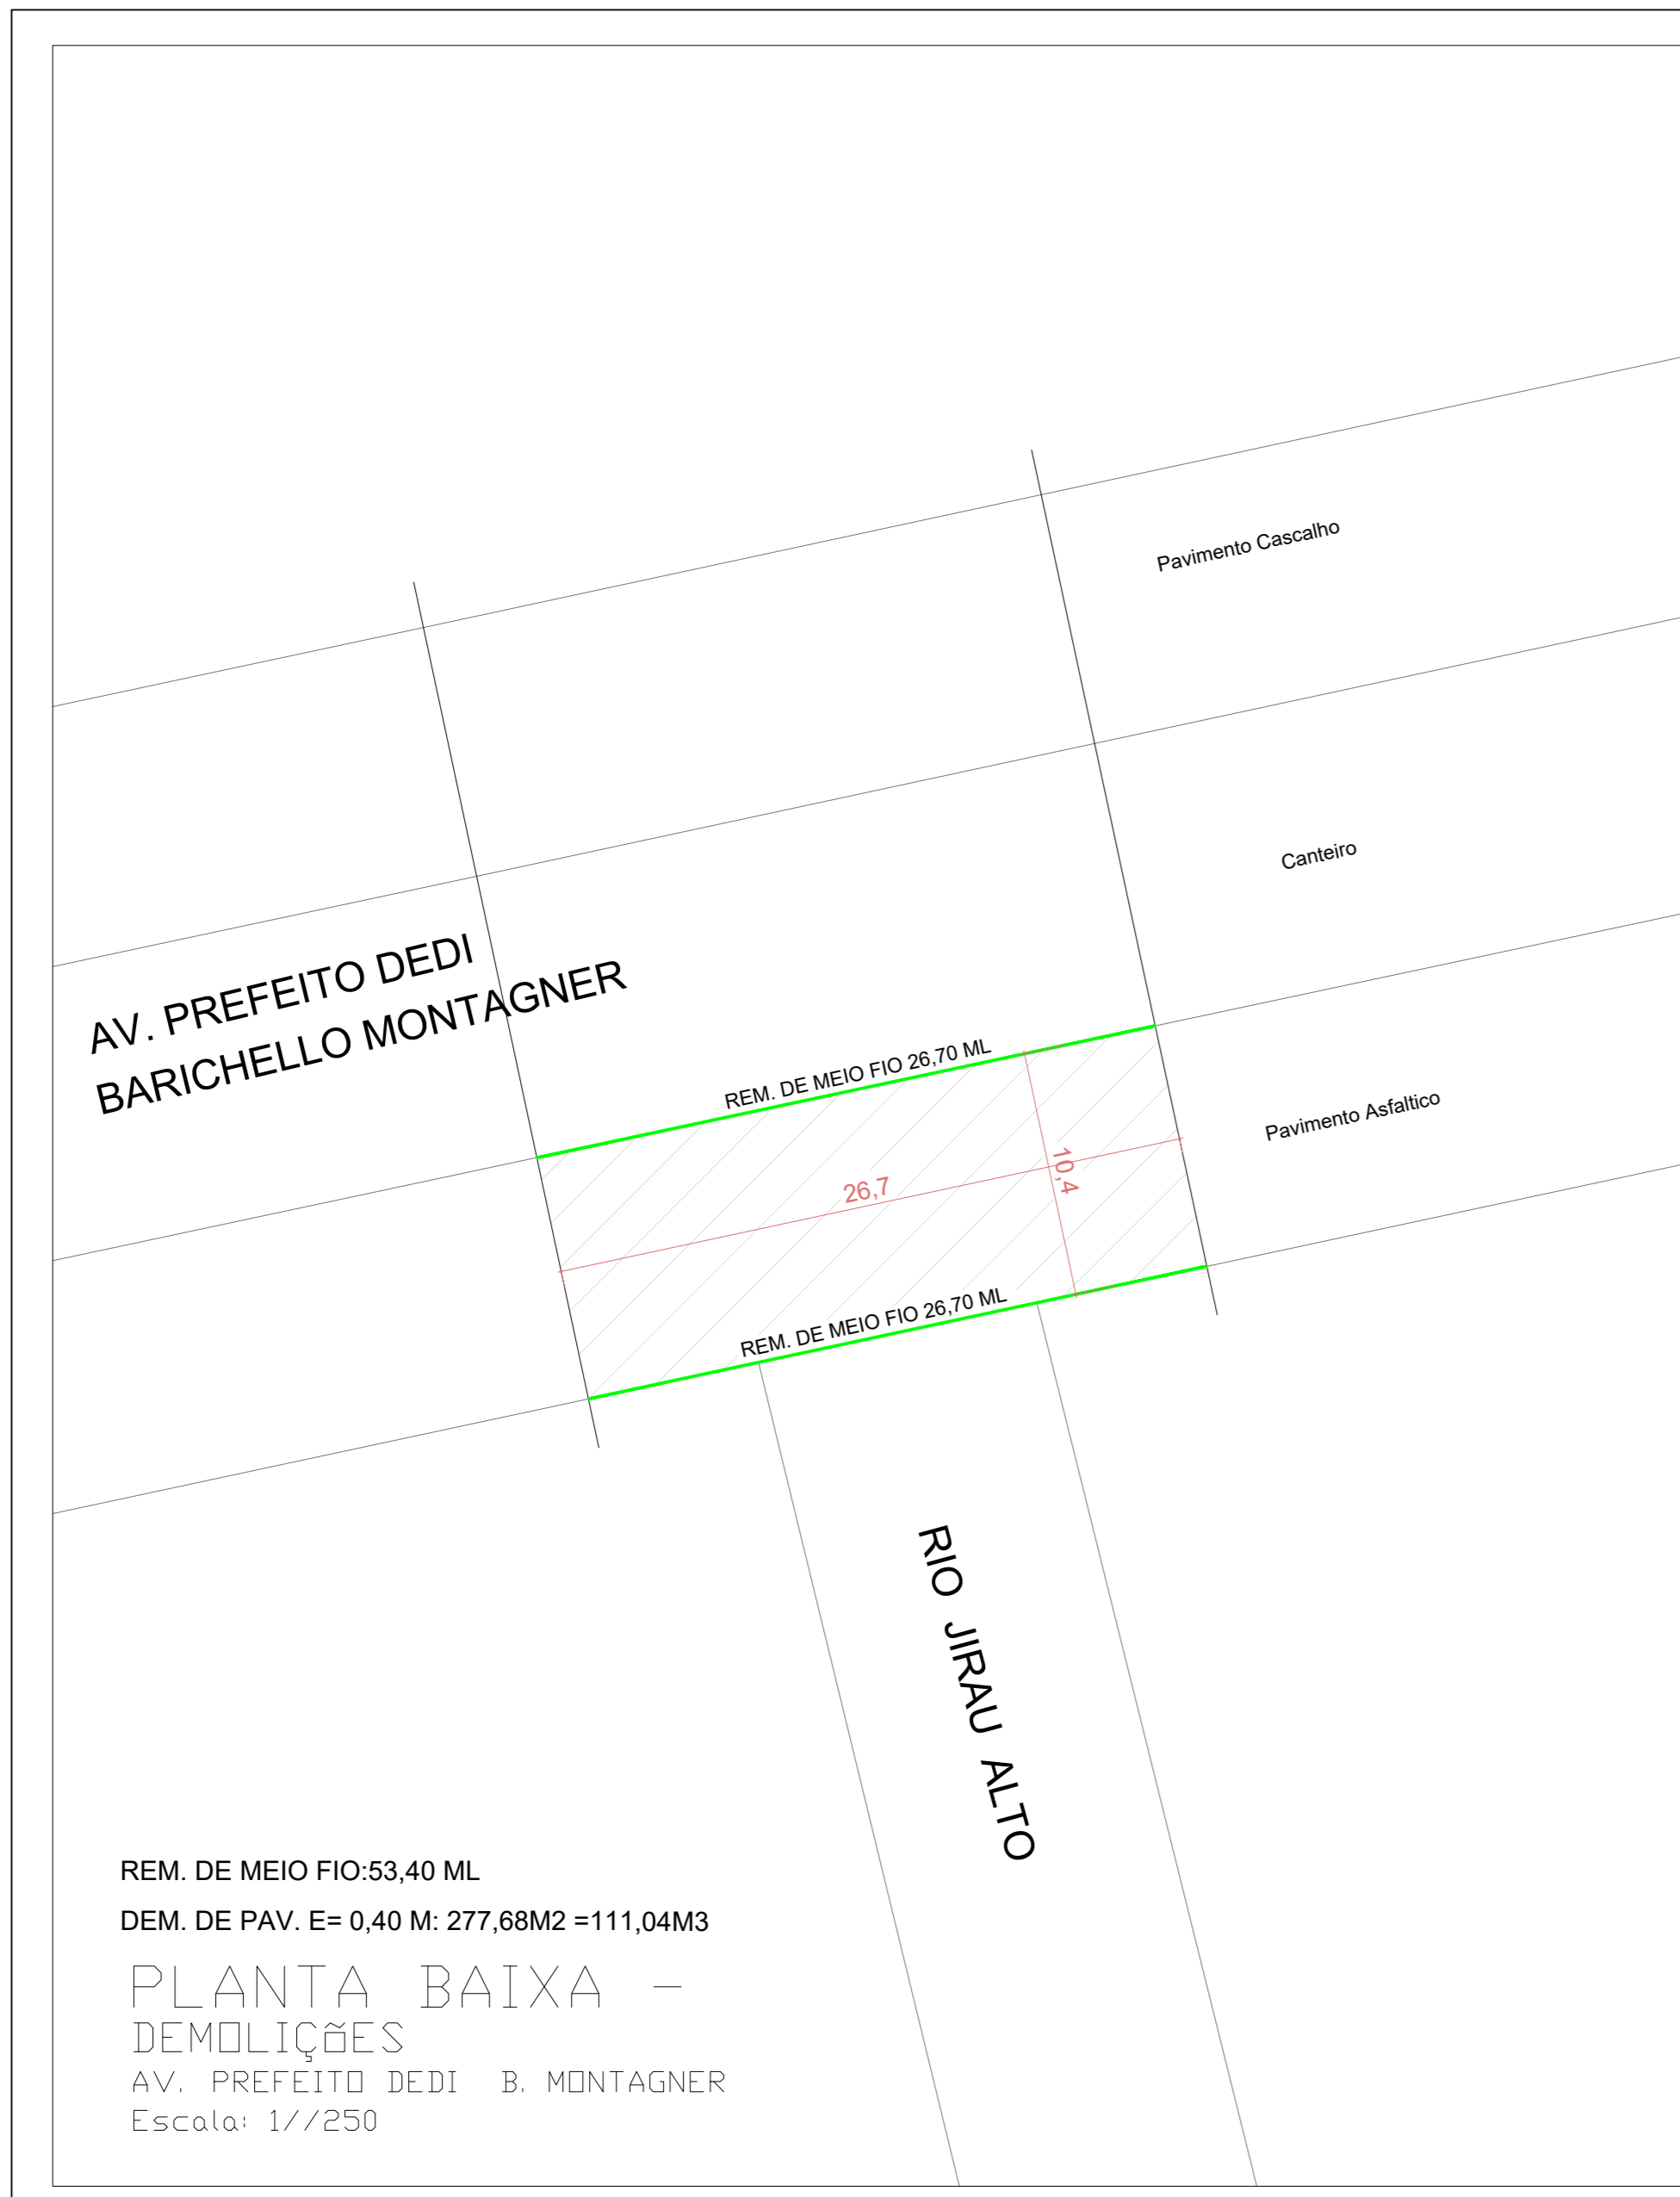 Pavimento Cascalho
Canteiro
AV. PREFEITO DEDI
BARICHELLO MONTAGNER
REM. DE MEIO FIO 26,70 ML
Pavimento Asfaltico
10,4
26,7
REM. DE MEIO FIO 26,70 ML
RIO JIRAU ALTO
REM. DE MEIO FIO:53,40 ML
DEM. DE PAV. E= 0,40 M: 277,68M2 =111,04M3
PLANTA BAIXA -
DEMOLIÇÕES
AV. PREFEITO DEDI B. MONTAGNER
Escala: 1//250